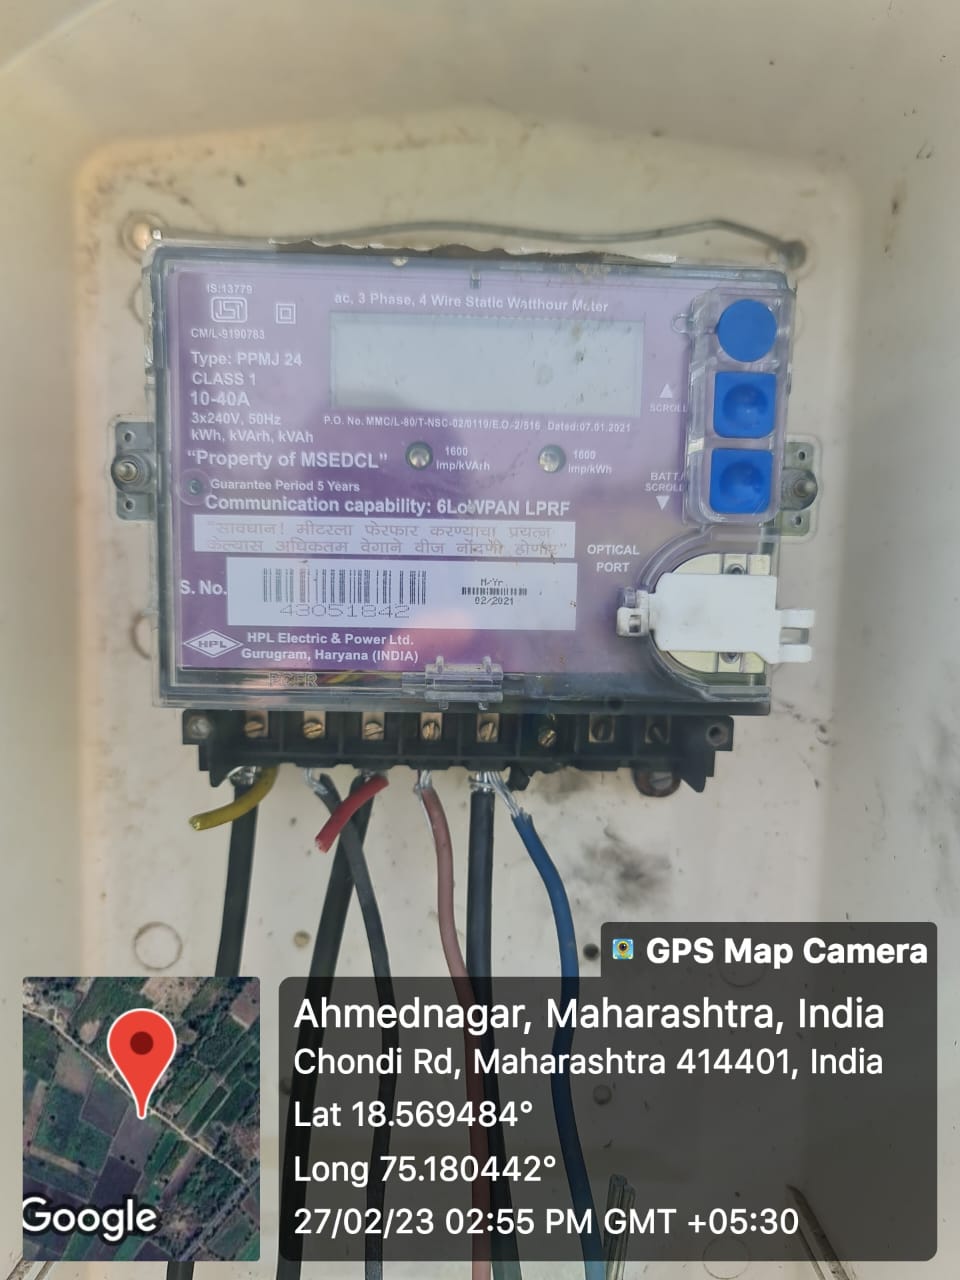 IS:13779
CM/L-9190783
ac, 3 Phase, 4 Wire Static Watthour Meter
Type: PPMJ 24
CLASS 1
10-40A
3x240V, 50Hz
kWh, kVArh, kVAh
P.O. No. MMC/L-80/T-NSC-02/0119/E.O.-2/516 Dated:07.01.2021
SCROLL
"Property of MSEDCL"
1600
imp/kVArh
1600
imp/kWh
BATT./
SCROLL
Guarantee Period 5 Years
Communication capability: 6LoWPAN LPRF
"सावधान! मीटरला फेरफार करण्याचा प्रयत्न
केल्यास अधिकतम वेगाने वीज नोंदणी होणार"
OPTICAL
PORT
S. No.
43051842
M/Yr
02/2021
HPL
HPL Electric & Power Ltd.
Gurugram, Haryana (INDIA)
GPS Map Camera
Ahmednagar, Maharashtra, India
Chondi Rd, Maharashtra 414401, India
Lat 18.569484°
Long 75.180442°
27/02/23 02:55 PM GMT +05:30
Google